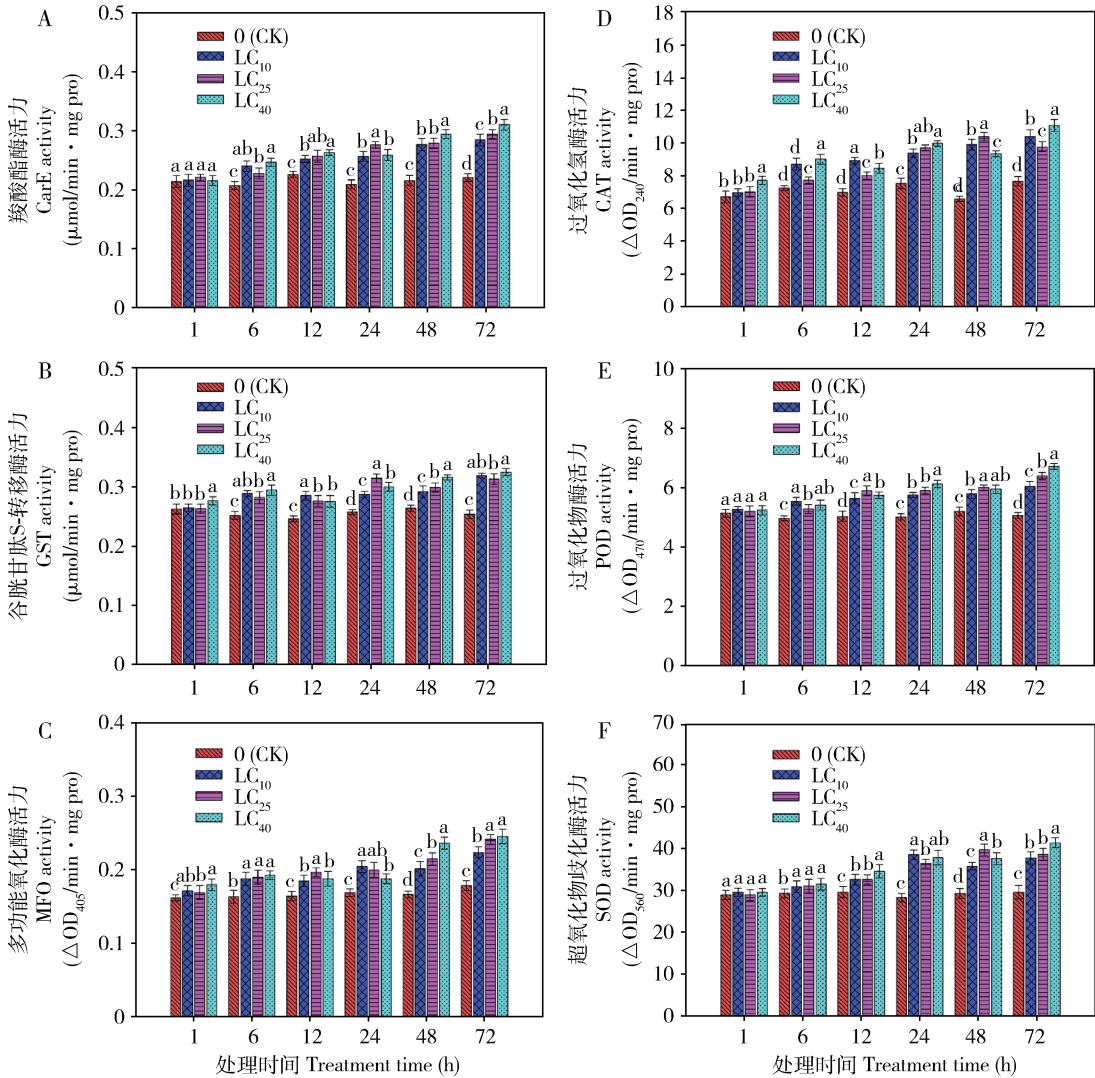 A
羧酸酯酶活力
CarE activity
(μmol/min·mg pro)
0.5
0.4
0.3
0.2
0.1
0
0 (CK)
LC10
LC25
LC40
a a a a
c ab b a
c b ab a
c b a b
c b b a
d c b a
1 6 12 24 48 72
B
谷胱甘肽S-转移酶活力
GST activity
(μmol/min·mg pro)
0.5
0.4
0.3
0.2
0.1
0
0 (CK)
LC10
LC25
LC40
b b b a
c ab b a
c a b b
d c a b
d c b a
c ab b a
1 6 12 24 48 72
C
多功能氧化酶活力
MFO activity
(△OD405/min·mg pro)
0.4
0.3
0.2
0.1
0
0 (CK)
LC10
LC25
LC40
c ab b a
b a a a
c b a b
c a ab b
d c b a
c b a a
1 6 12 24 48 72
处理时间 Treatment time (h)
D
过氧化氢酶活力
CAT activity
(△OD240/min·mg pro)
18
16
14
12
10
8
6
4
2
0
0 (CK)
LC10
LC25
LC40
b b b a
d b c a
d a c b
c b ab a
d b a c
d b c a
1 6 12 24 48 72
E
过氧化物酶活力
POD activity
(△OD470/min·mg pro)
10
8
6
4
2
0
0 (CK)
LC10
LC25
LC40
a a a a
c a b ab
c b a b
d c b a
c b a ab
d c b a
1 6 12 24 48 72
F
超氧化物歧化酶活力
SOD activity
(△OD560/min·mg pro)
70
60
50
40
30
20
10
0
0 (CK)
LC10
LC25
LC40
a a a a
b a a a
c b b a
c a b ab
c b a b
c b b a
1 6 12 24 48 72
处理时间 Treatment time (h)